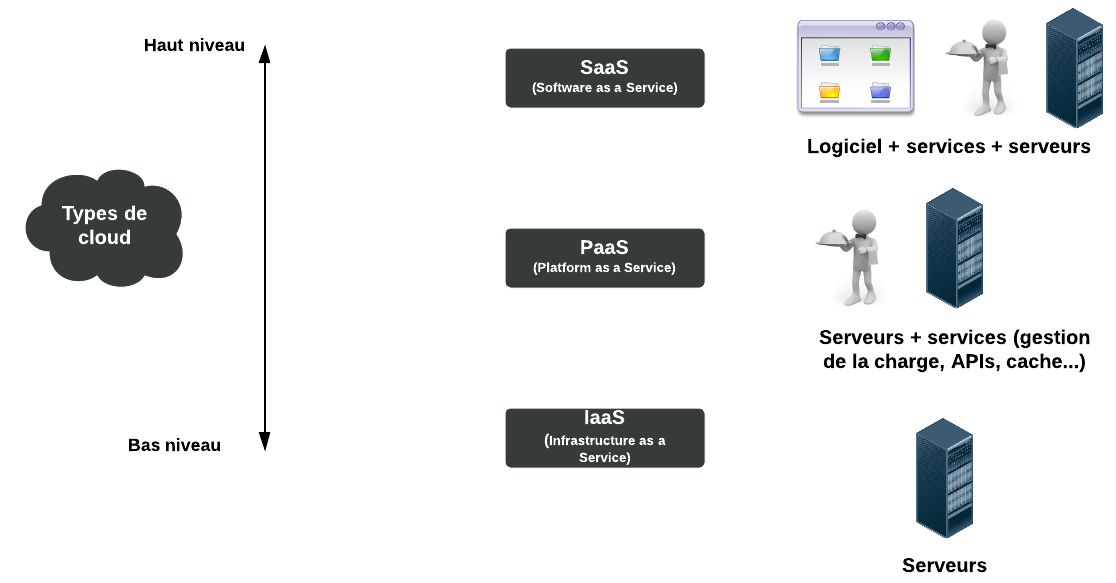 Haut niveau
SaaS
(Software as a Service)
Logiciel + services + serveurs
Types de
cloud
PaaS
(Platform as a Service)
Serveurs + services (gestion
de la charge, APIs, cache...)
Bas niveau
IaaS
(Infrastructure as a
Service)
Serveurs